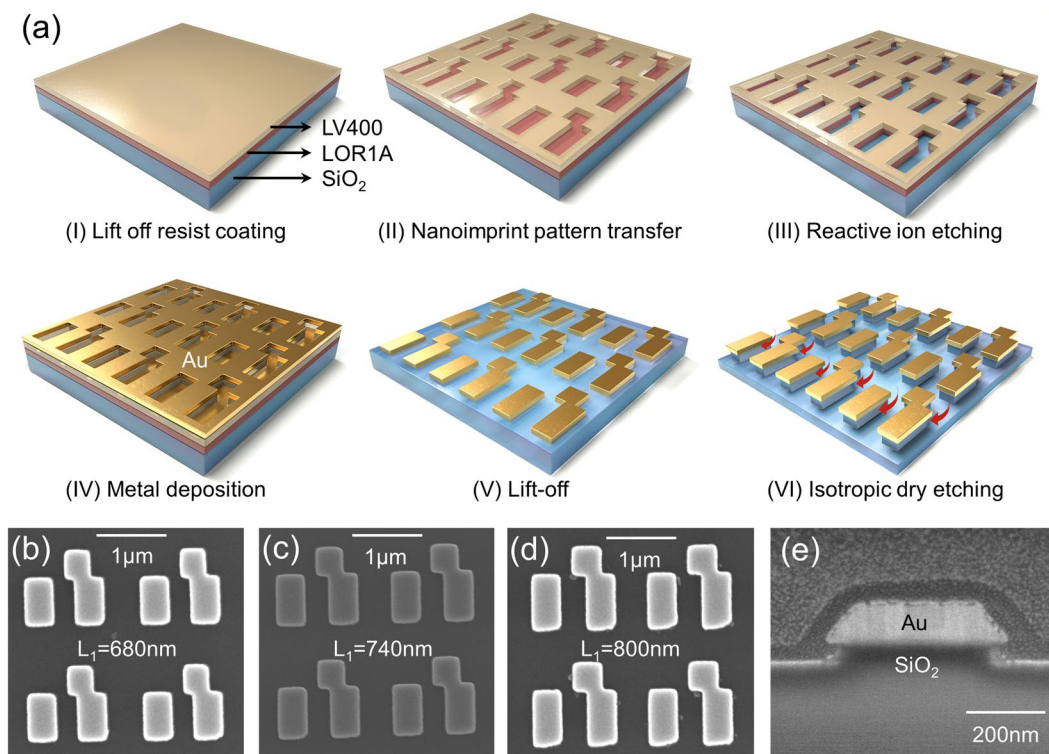 (a)
LV400
LOR1A
SiO₂
(I) Lift off resist coating
(II) Nanoimprint pattern transfer
(III) Reactive ion etching
Au
(IV) Metal deposition
(V) Lift-off
(VI) Isotropic dry etching
(b)
1μm
L₁=680nm
(c)
1μm
L₁=740nm
(d)
1μm
L₁=800nm
(e)
Au
SiO₂
200nm